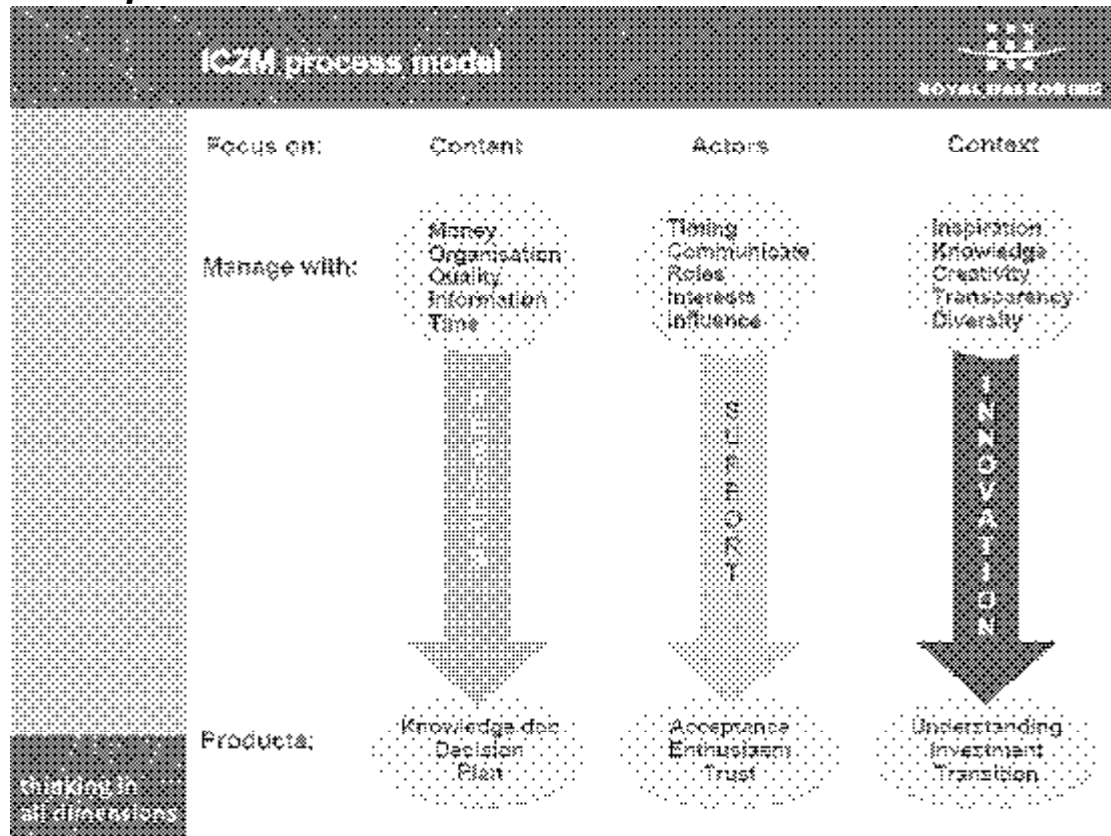 ICZM process model
ROYAL HASKONING
Focus on:
Content
Actors
Context
Manage with:
Money
Organisation
Quality
Information
Time
Timing
Communicate
Roles
Interests
Influence
Inspiration
Knowledge
Creativity
Transparency
Diversity
SUPPORT
INNOVATION
Products:
Knowledge doc
Decision
Plan
Acceptance
Enthusiasm
Trust
Understanding
Investment
Transition
thinking in
all dimensions